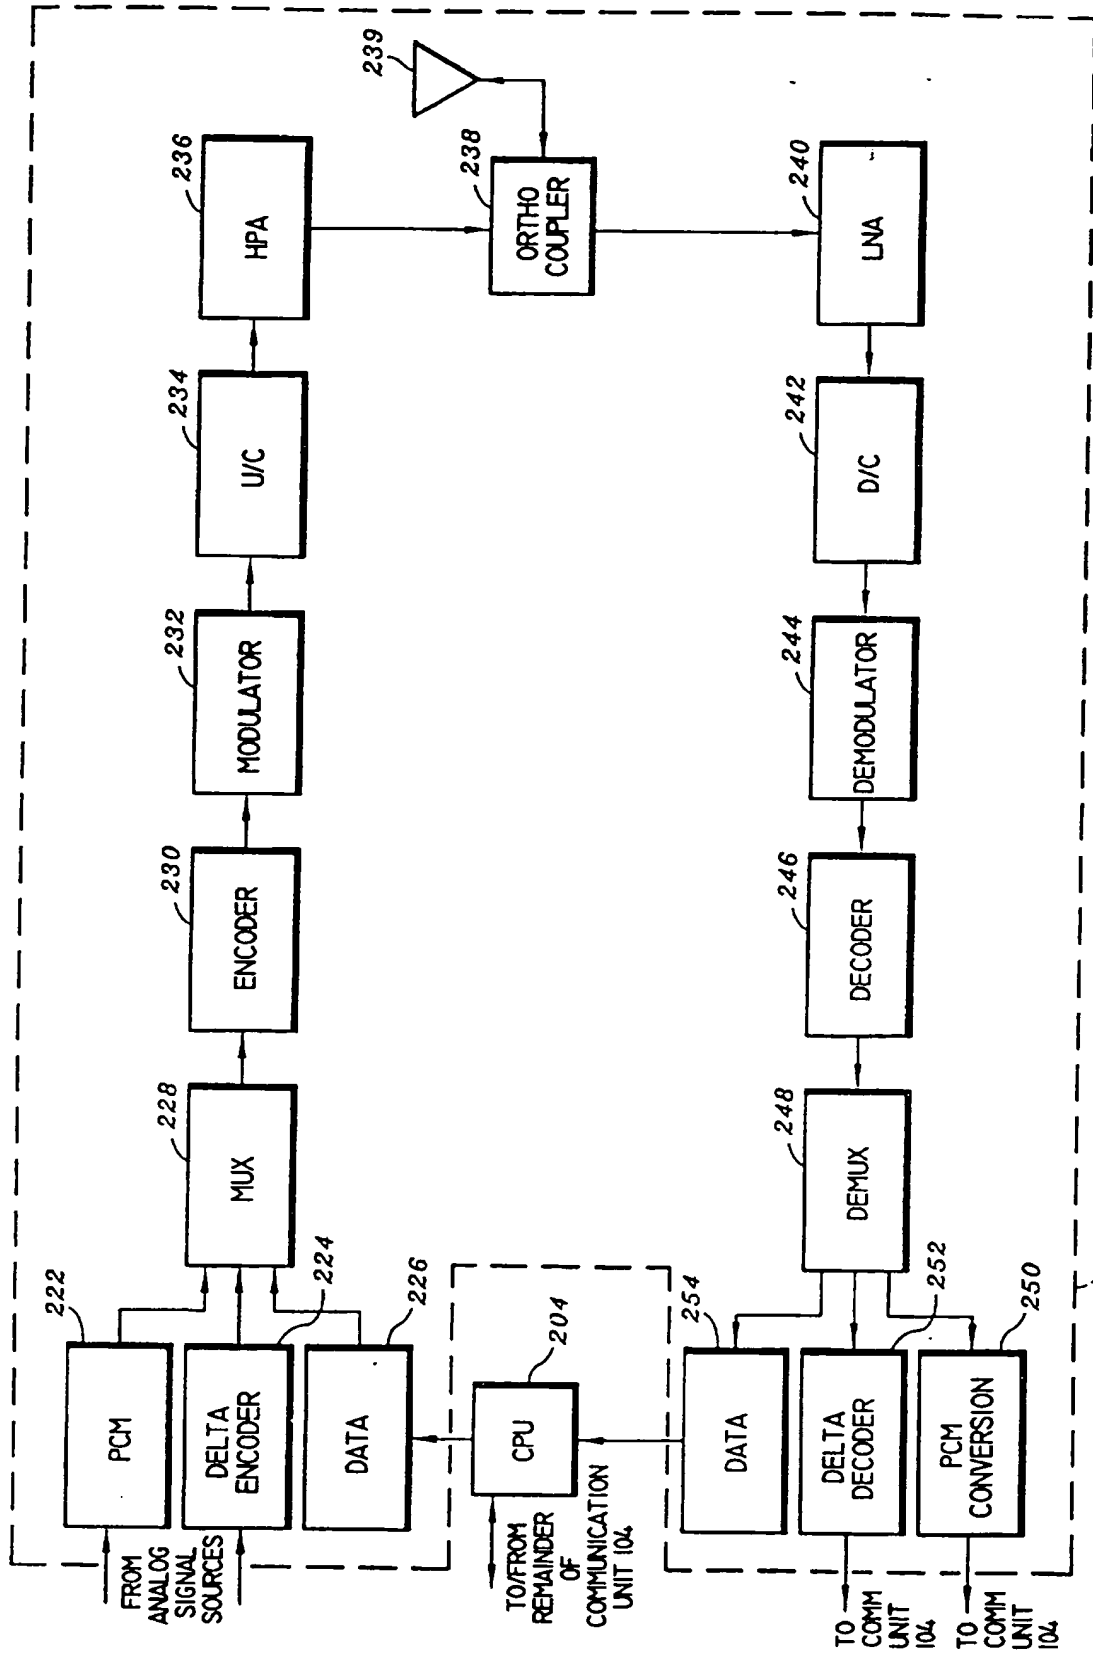 222
PCM
FROM
ANALOG
SIGNAL
SOURCES
DELTA
ENCODER
224
DATA
226
228
MUX
230
ENCODER
232
MODULATOR
234
U/C
236
HPA
239
238
ORTHO
COUPLER
240
LNA
242
D/C
244
DEMODULATOR
246
DECODER
248
DEMUX
204
CPU
TO/FROM
REMAINDER
OF
COMMUNICATION
UNIT 104
254
DATA
252
DELTA
DECODER
TO
COMM
UNIT
104
250
PCM
CONVERSION
TO
COMM
UNIT
104